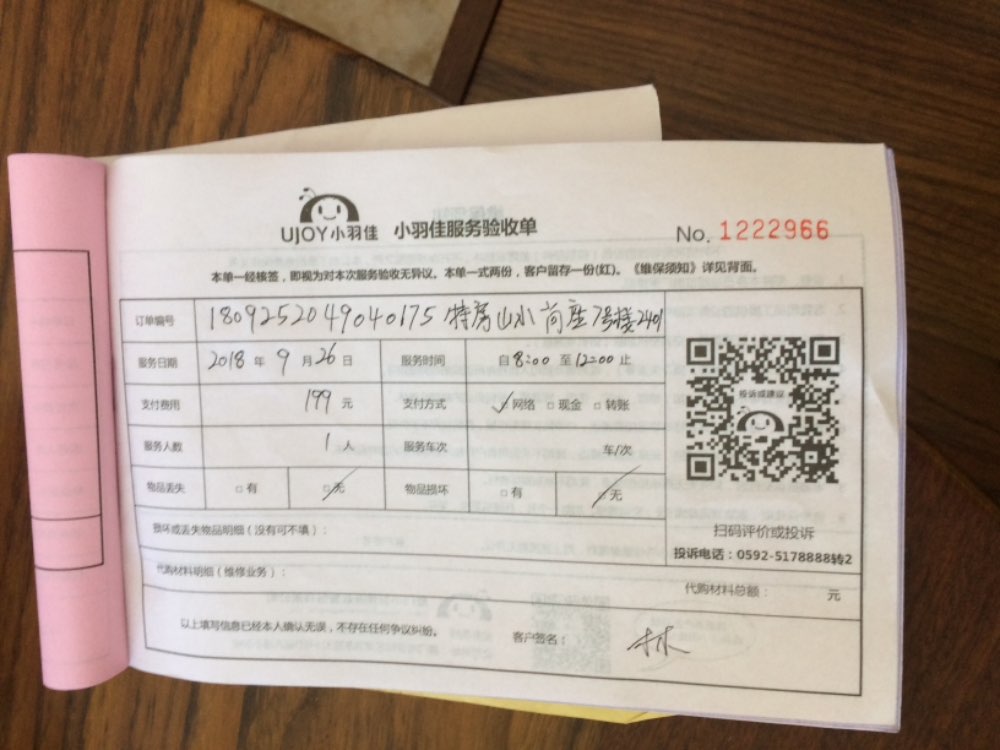 UJOY小羽佳 小羽佳服务验收单 No. 1222966
本单一经核签，即视为对本次服务验收无异议。本单一式两份，客户留存一份(红)。《维保须知》详见背面。
订单编号 1809252049040175 特房山水尚座7号楼2401
服务日期 2018 年 9 月 26 日 服务时间 自 8:00 至 12:00 止
支付费用 199 元 支付方式 ✓网络 □现金 □转账
服务人数 1 人 服务车次 车/次
物品丢失 □有 ✓无 物品损坏 □有 ✓无
投诉或建议
扫码评价或投诉
投诉电话：0592-5178888转2
损坏或丢失物品明细（没有可不填）：
代购材料明细（维修业务）：
代购材料总额： 元
以上填写信息已经本人确认无误，不存在任何争议纠纷。 客户签名： 林